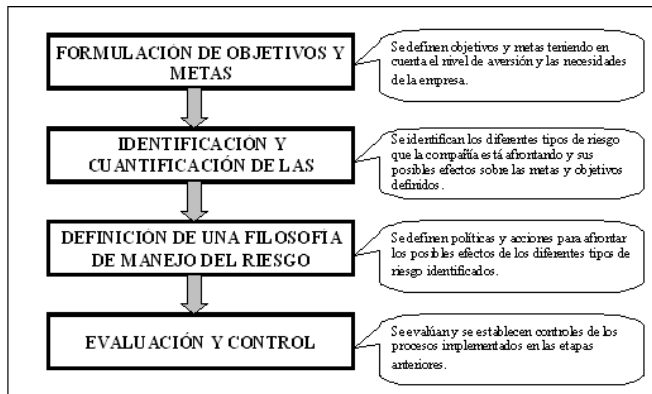 FORMULACIÓN DE OBJETIVOS Y
METAS
Se definen objetivos y metas teniendo en
cuenta el nivel de aversión y las necesidades
de la empresa.
IDENTIFICACIÓN Y
CUANTIFICACIÓN DE LAS
Se identifican los diferentes tipos de riesgo
que la compañía está afrontando y sus
posibles efectos sobre las metas y objetivos
definidos.
DEFINICIÓN DE UNA FILOSOFÍA
DE MANEJO DEL RIESGO
Se definen políticas y acciones para afrontar
los posibles efectos de los diferentes tipos de
riesgo identificados.
EVALUACIÓN Y CONTROL
Se evalúan y se establecen controles de los
procesos implementados en las etapas
anteriores.